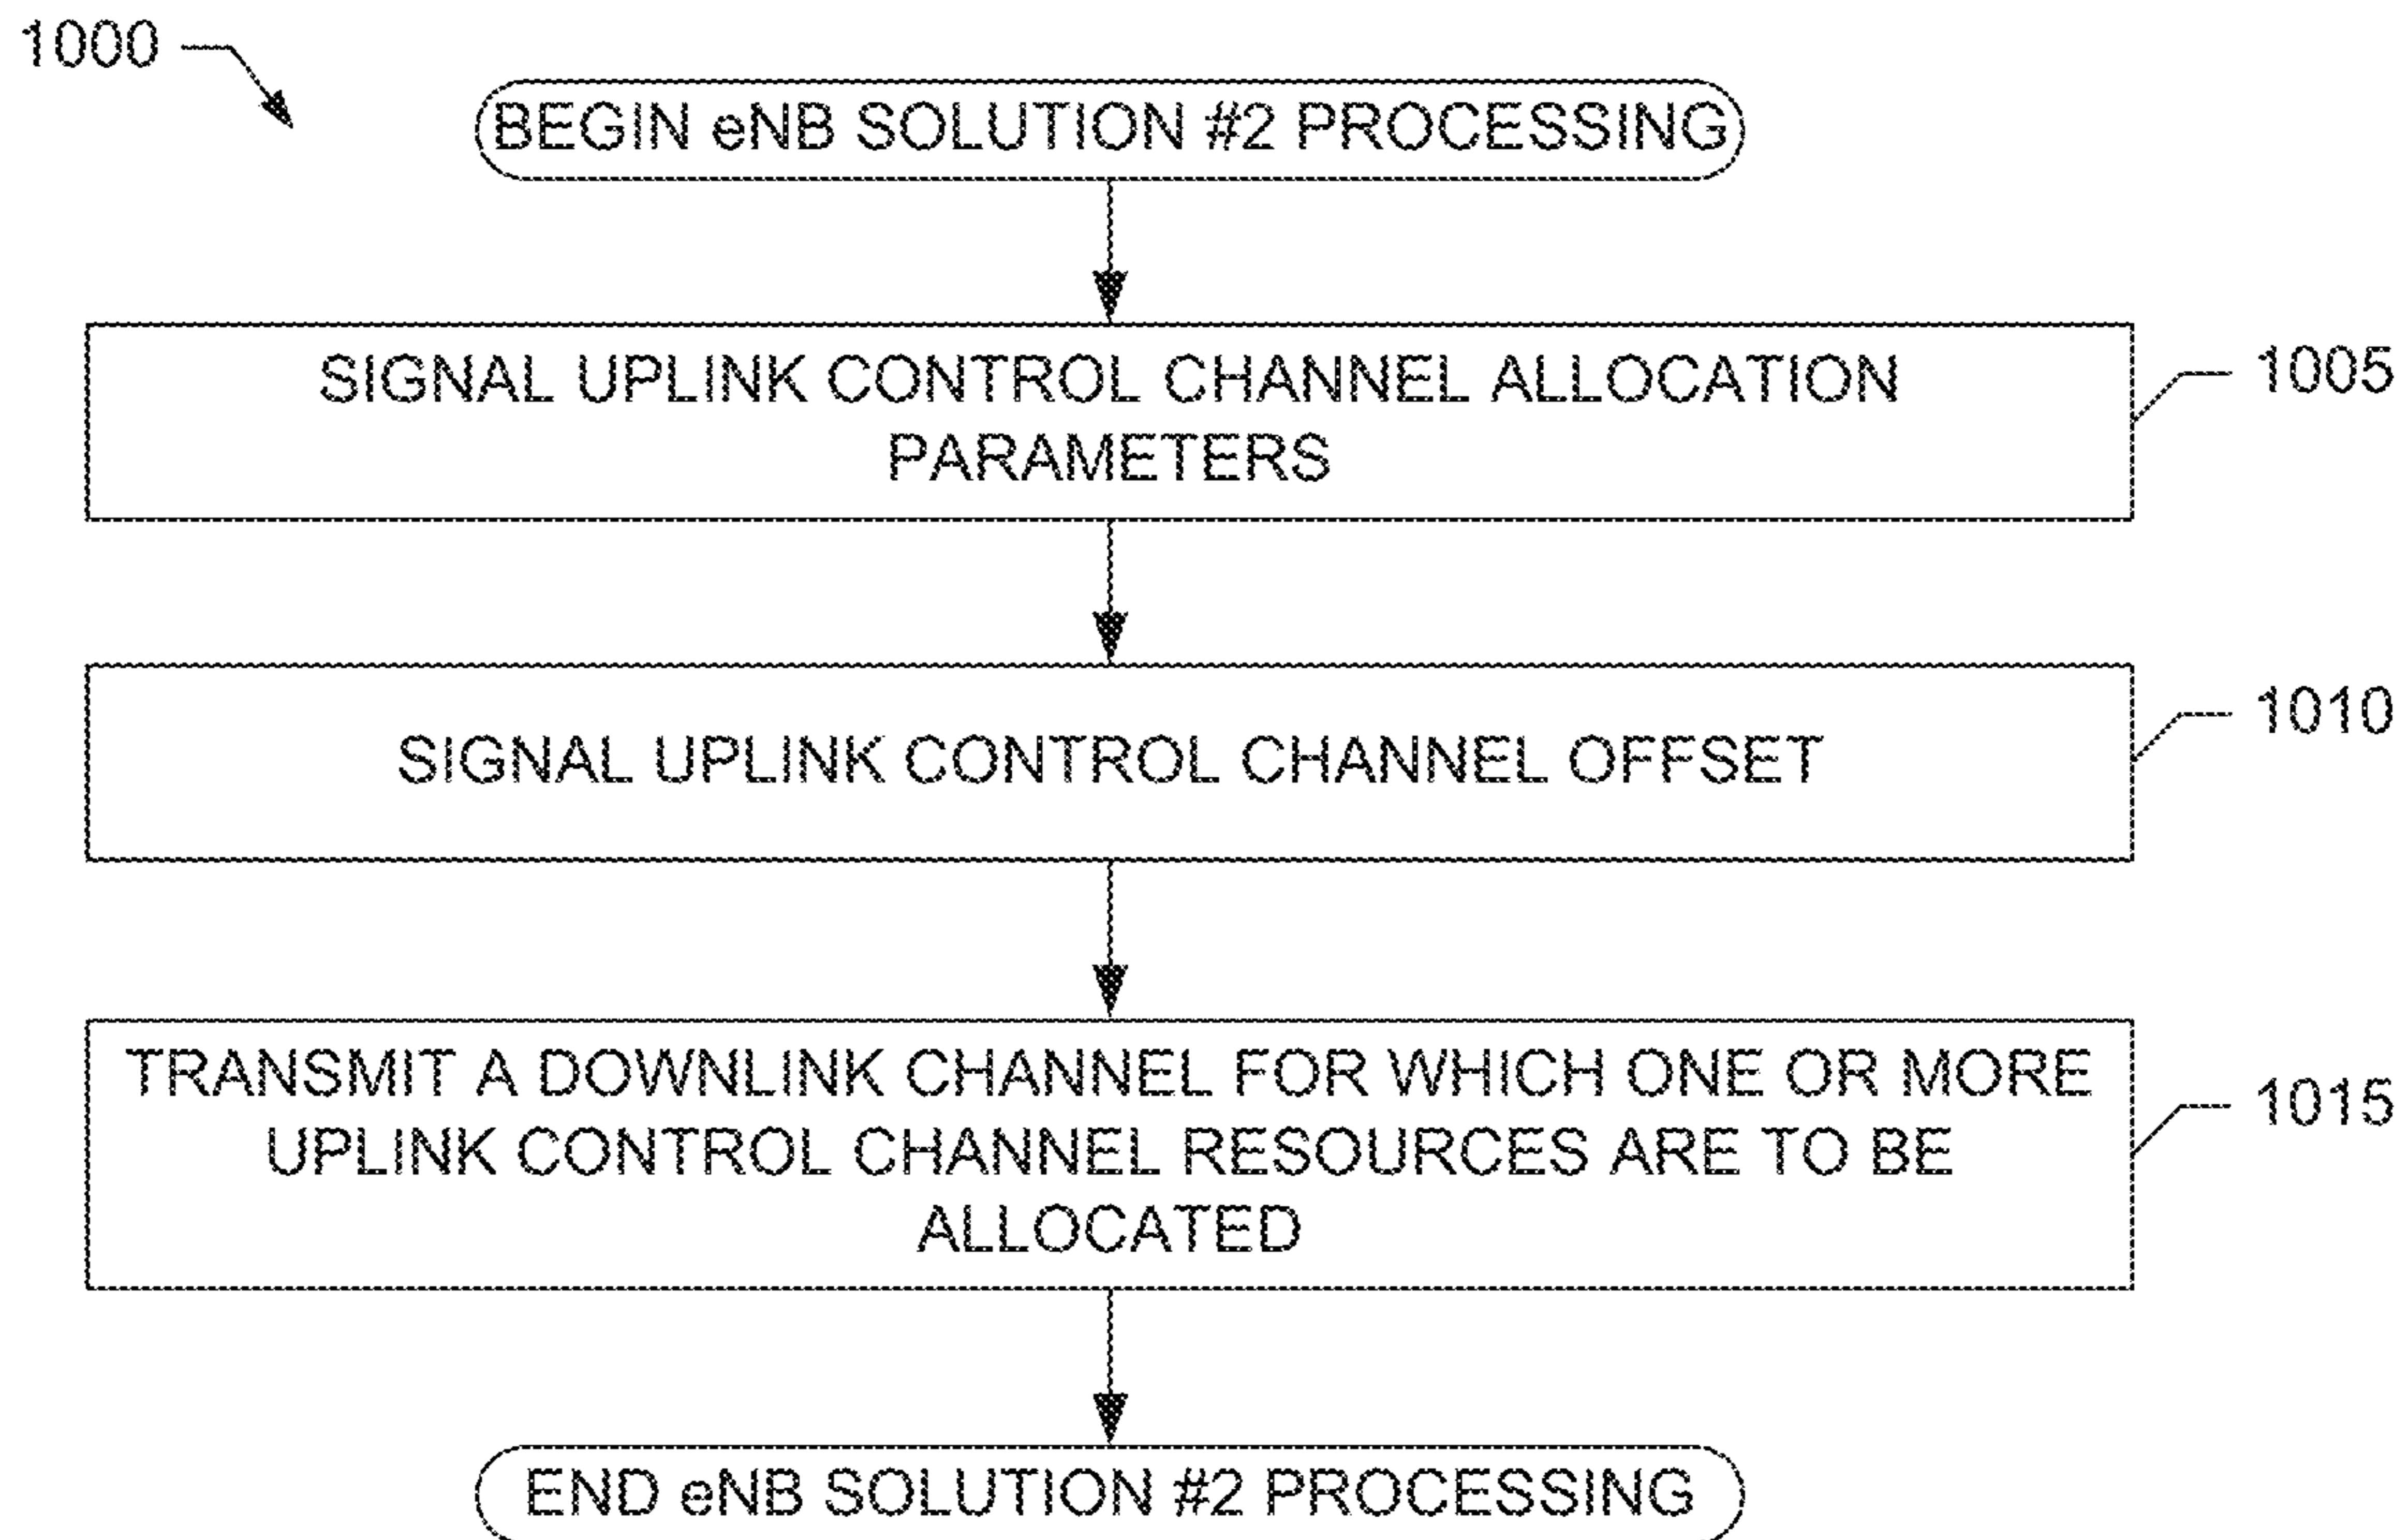 1000
BEGIN eNB SOLUTION #2 PROCESSING
SIGNAL UPLINK CONTROL CHANNEL ALLOCATION
PARAMETERS
1005
SIGNAL UPLINK CONTROL CHANNEL OFFSET
1010
TRANSMIT A DOWNLINK CHANNEL FOR WHICH ONE OR MORE
UPLINK CONTROL CHANNEL RESOURCES ARE TO BE
ALLOCATED
1015
END eNB SOLUTION #2 PROCESSING